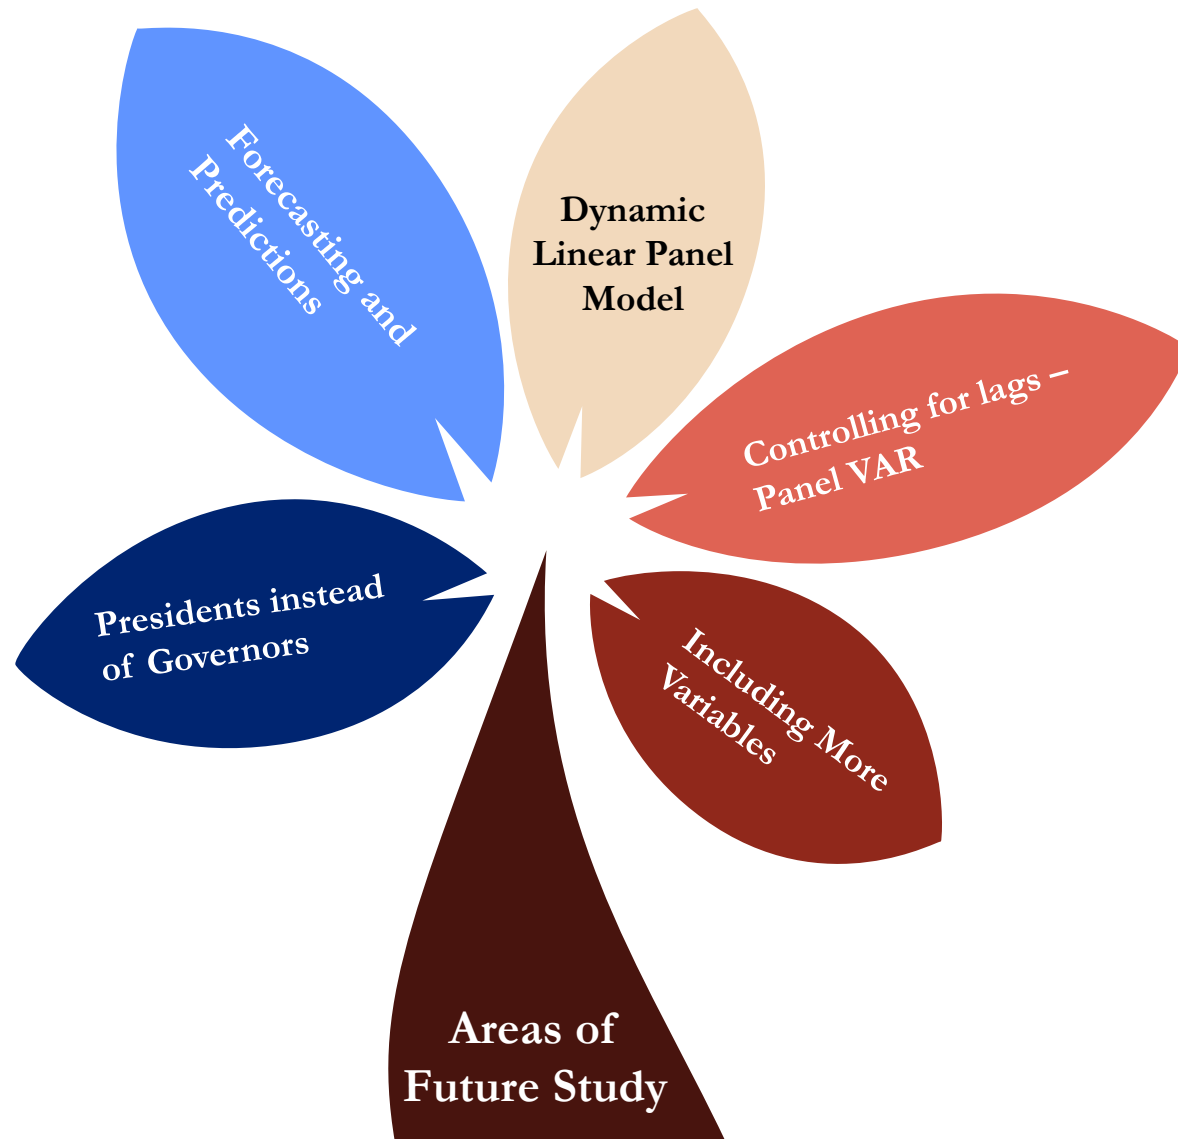 Forecasting and
Predictions
Dynamic
Linear Panel
Model
Controlling for lags –
Panel VAR
Presidents instead
of Governors
Including More
Variables
Areas of
Future Study